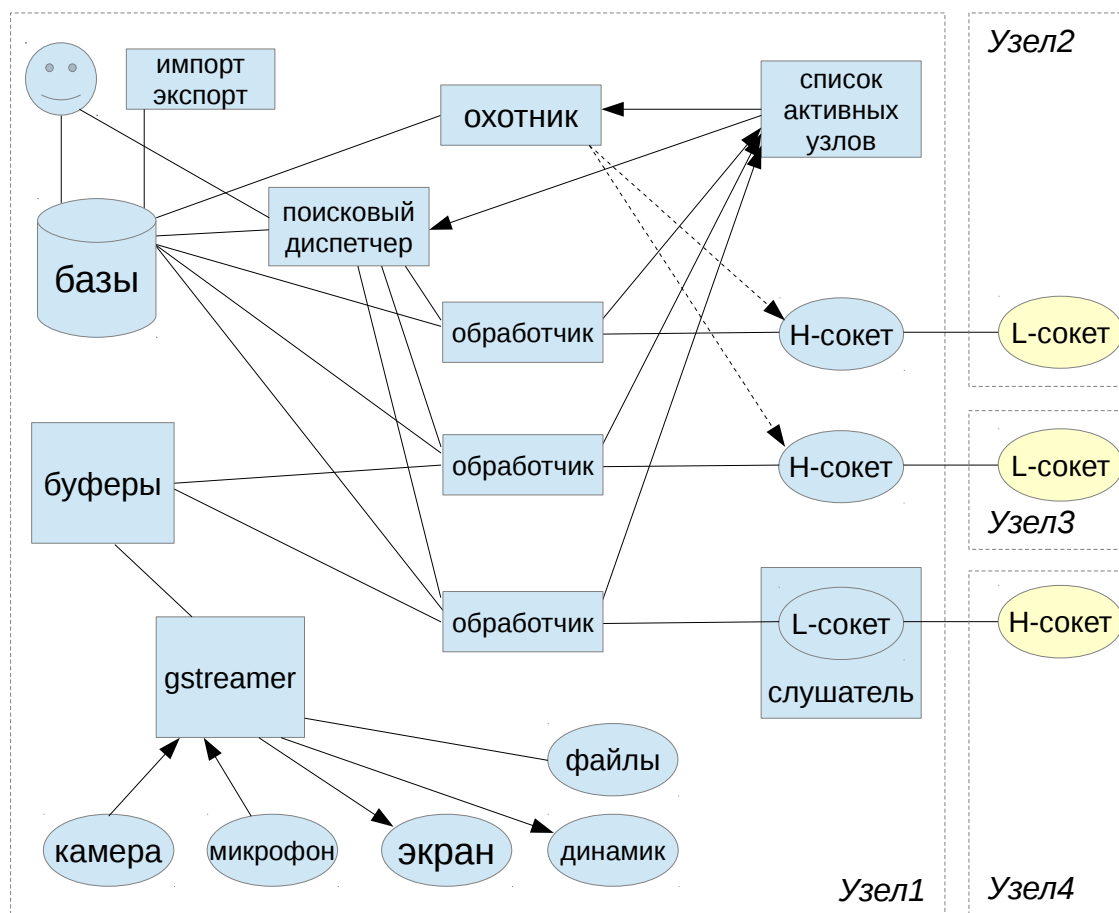 Узел2
импорт
экспорт
охотник
список
активных
узлов
поисковый
диспетчер
базы
обработчик
H-сокет
L-сокет
буферы
обработчик
H-сокет
L-сокет
Узел3
обработчик
L-сокет
слушатель
H-сокет
gstreamer
файлы
камера
микрофон
экран
динамик
Узел1
Узел4